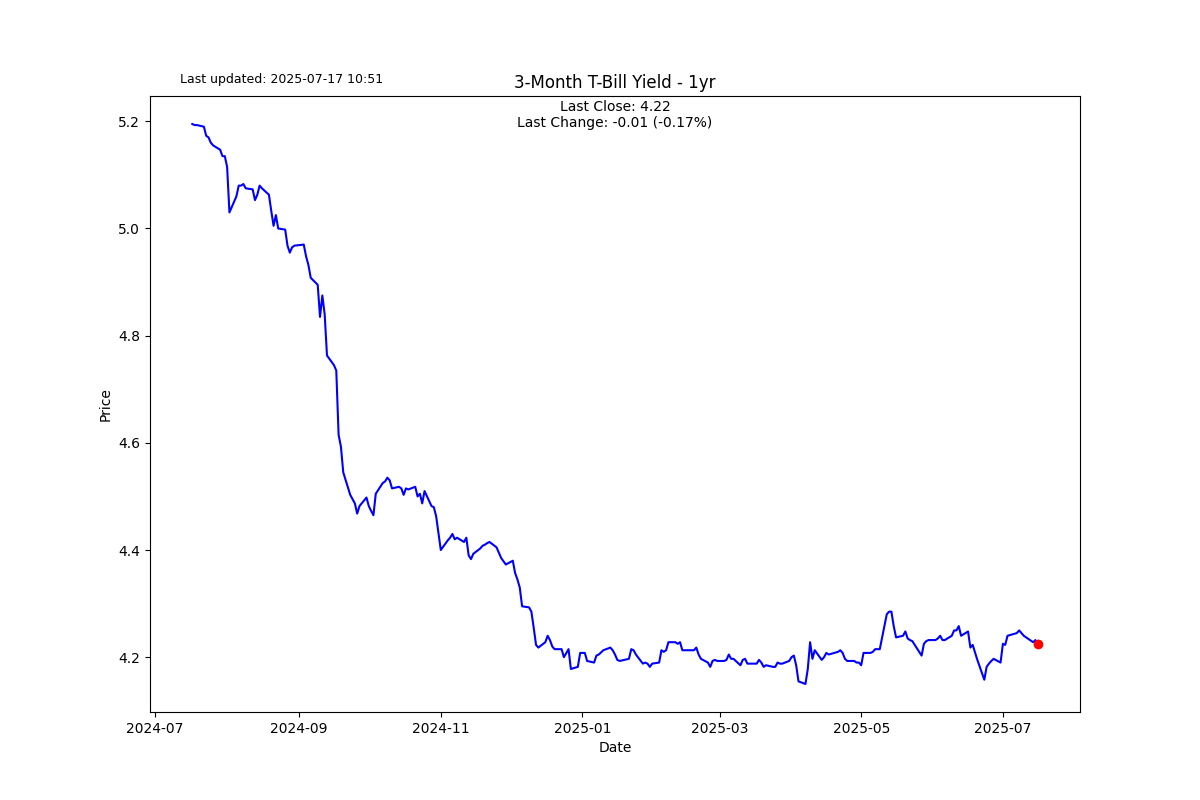 Last updated: 2025-07-17 10:51
3-Month T-Bill Yield - 1yr
Last Close: 4.22
Last Change: -0.01 (-0.17%)
5.2
5.0
4.8
4.6
4.4
4.2
Price
2024-07
2024-09
2024-11
2025-01
2025-03
2025-05
2025-07
Date